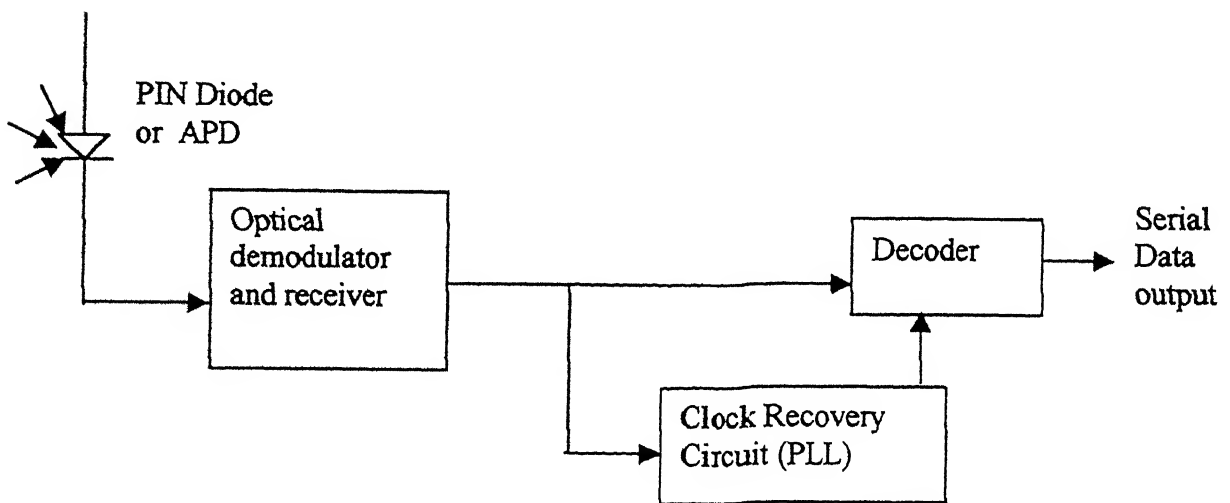 PIN Diode
or APD
Optical
demodulator
and receiver
Decoder
Serial
Data
output
Clock Recovery
Circuit (PLL)